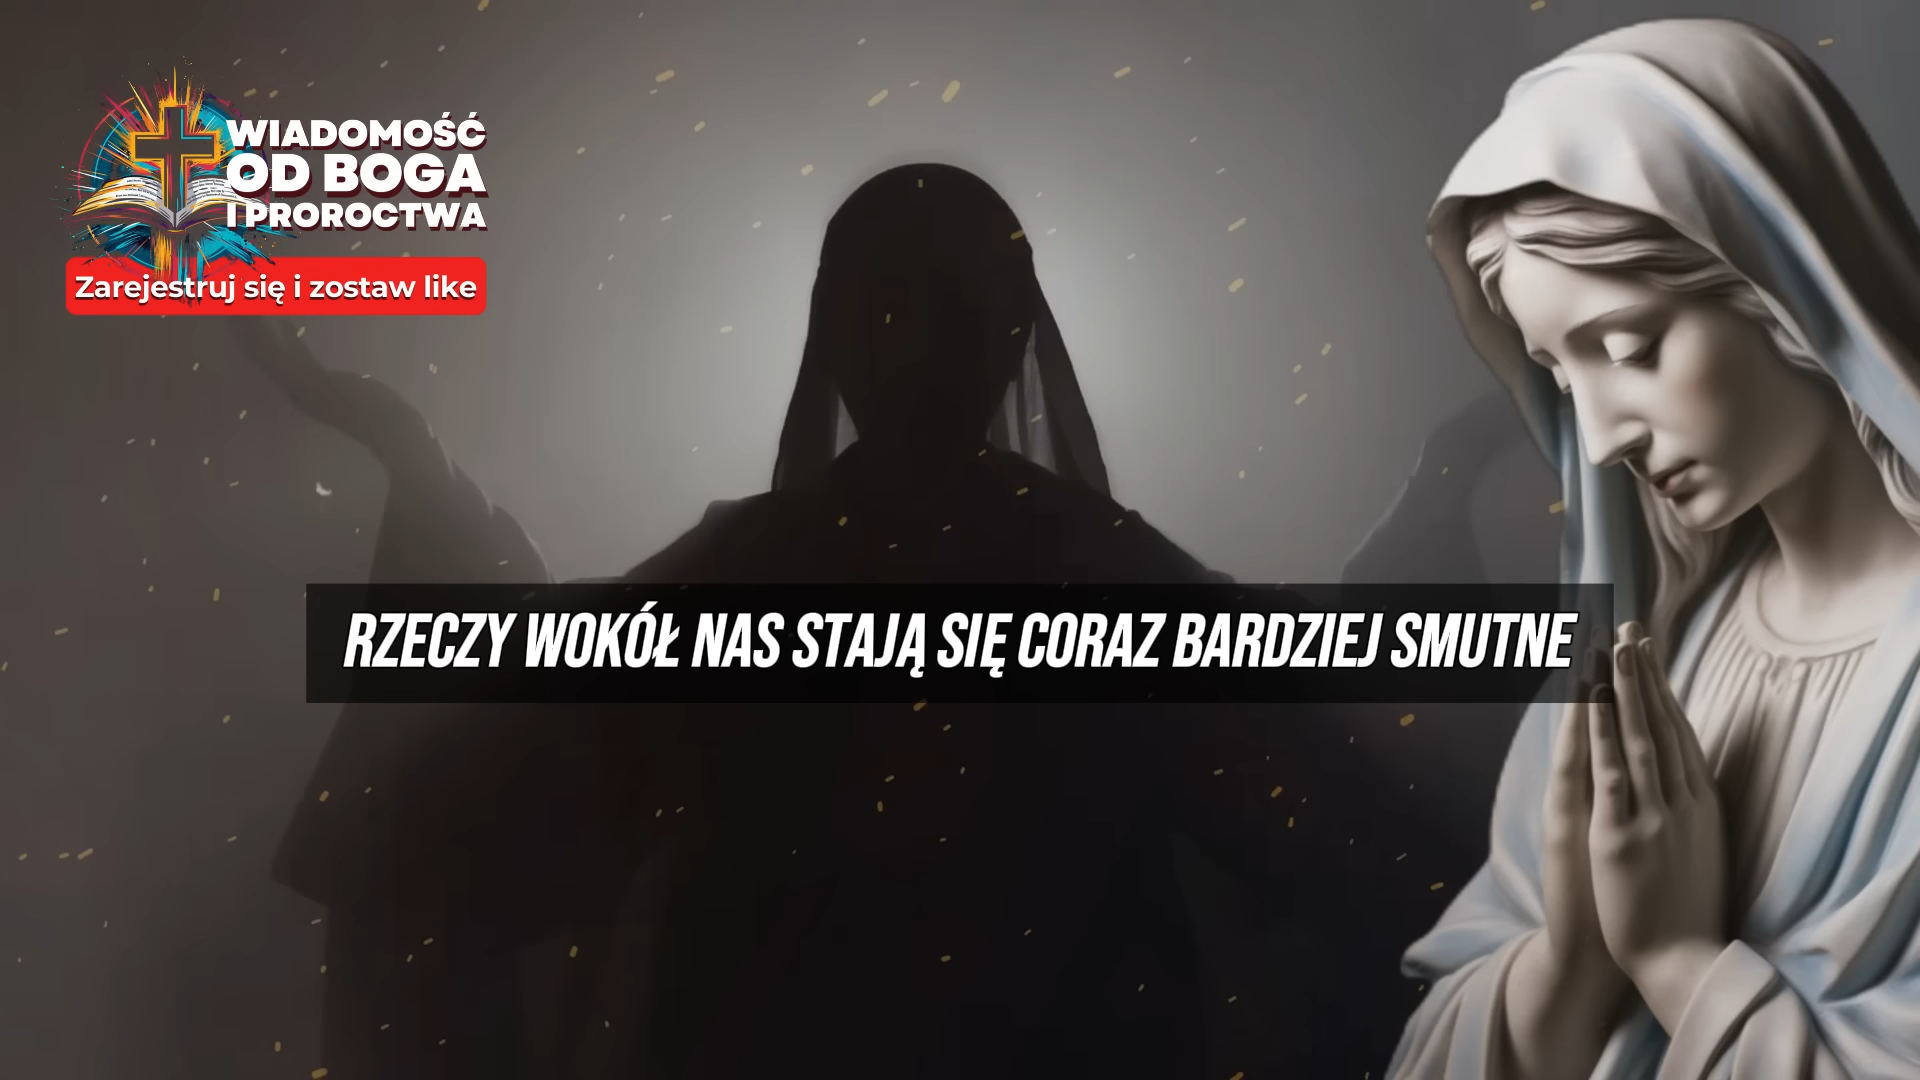 WIADOMOŚĆ
OD BOGA
I PROROCTWA
Zarejestruj się i zostaw like
RZECZY WOKÓŁ NAS STAJĄ SIĘ CORAZ BARDZIEJ SMUTNE